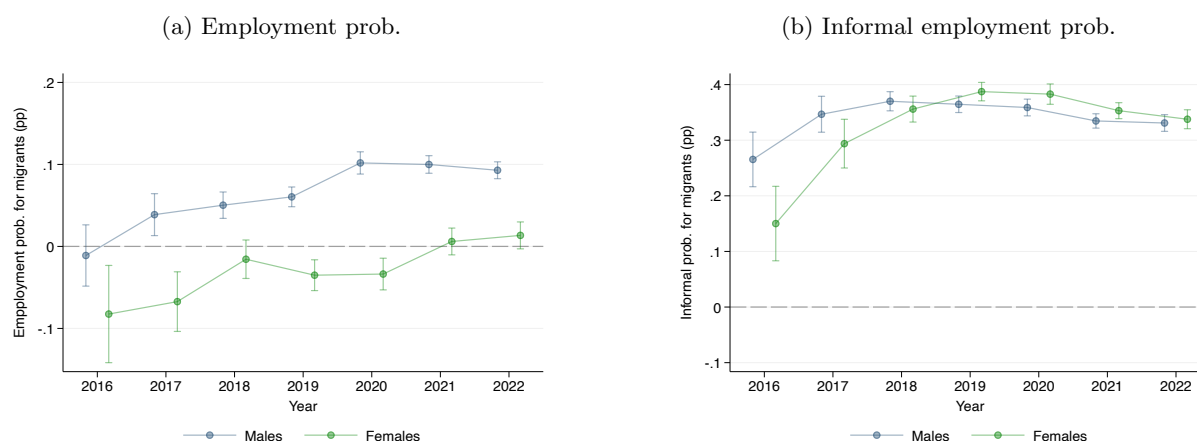 (a) Employment prob.
Empployment prob. for migrants (pp)
.2
.1
0
-.1
2016 2017 2018 2019 2020 2021 2022
Year
Males Females
(b) Informal employment prob.
Informal prob. for migrants (pp)
.4
.3
.2
.1
0
-.1
2016 2017 2018 2019 2020 2021 2022
Year
Males Females